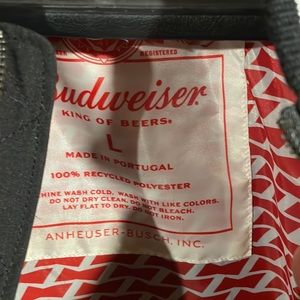 REGISTERED
Budweiser
KING OF BEERS.
L
MADE IN PORTUGAL
100% RECYCLED POLYESTER
HINE WASH COLD. WASH WITH LIKE COLORS.
DO NOT DRY CLEAN. DO NOT BLEACH.
LAY FLAT TO DRY. DO NOT IRON.
ANHEUSER-BUSCH, INC.